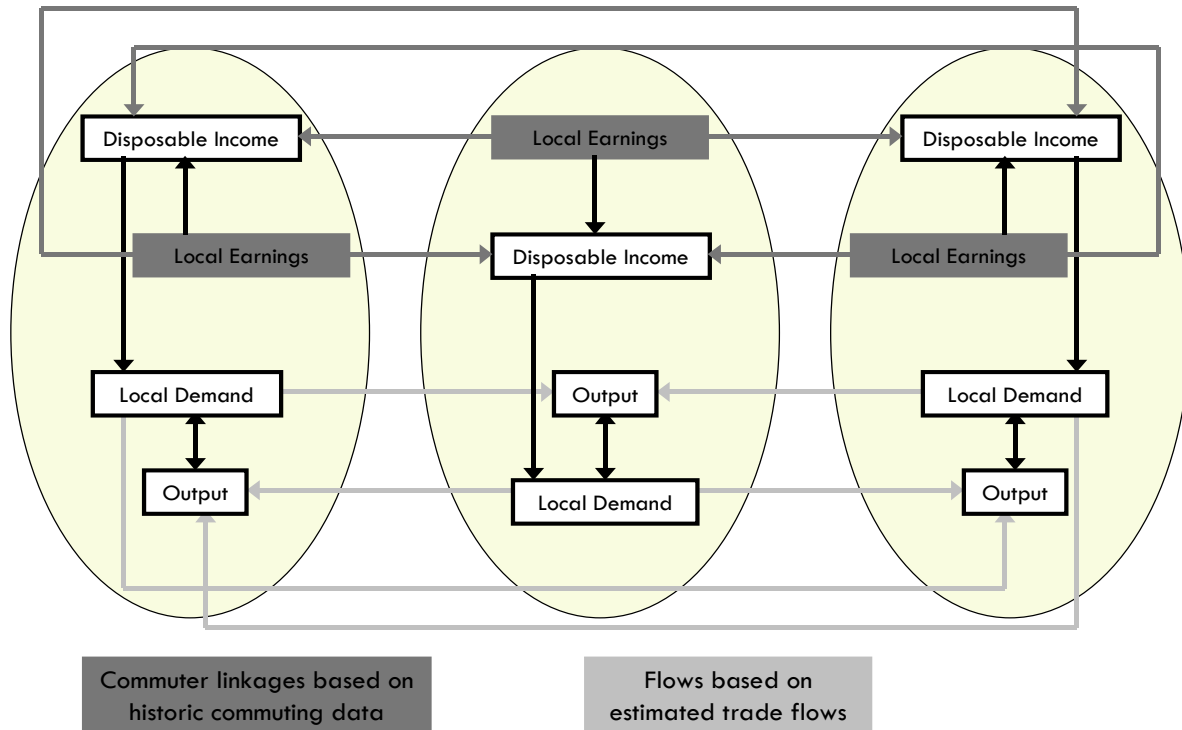 Disposable Income
Local Earnings
Disposable Income
Local Earnings
Disposable Income
Local Earnings
Local Demand
Output
Local Demand
Output
Local Demand
Output
Commuter linkages based on
historic commuting data
Flows based on
estimated trade flows